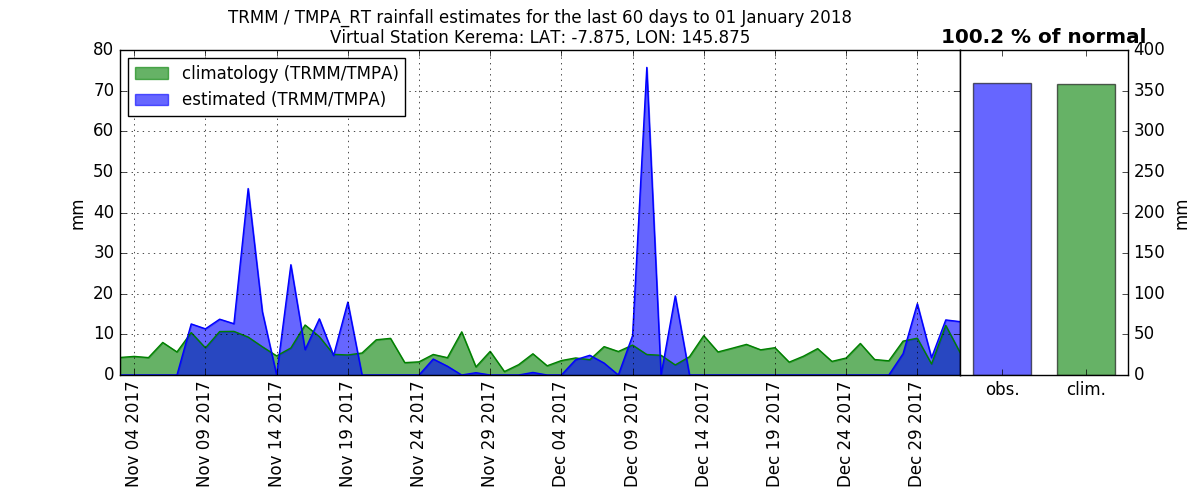 TRMM / TMPA_RT rainfall estimates for the last 60 days to 01 January 2018
Virtual Station Kerema: LAT: -7.875, LON: 145.875
100.2 % of normal
climatology (TRMM/TMPA)
estimated (TRMM/TMPA)
80
70
60
50
40
30
20
10
0
mm
400
350
300
250
200
150
100
50
0
mm
Nov 04 2017
Nov 09 2017
Nov 14 2017
Nov 19 2017
Nov 24 2017
Nov 29 2017
Dec 04 2017
Dec 09 2017
Dec 14 2017
Dec 19 2017
Dec 24 2017
Dec 29 2017
obs.
clim.